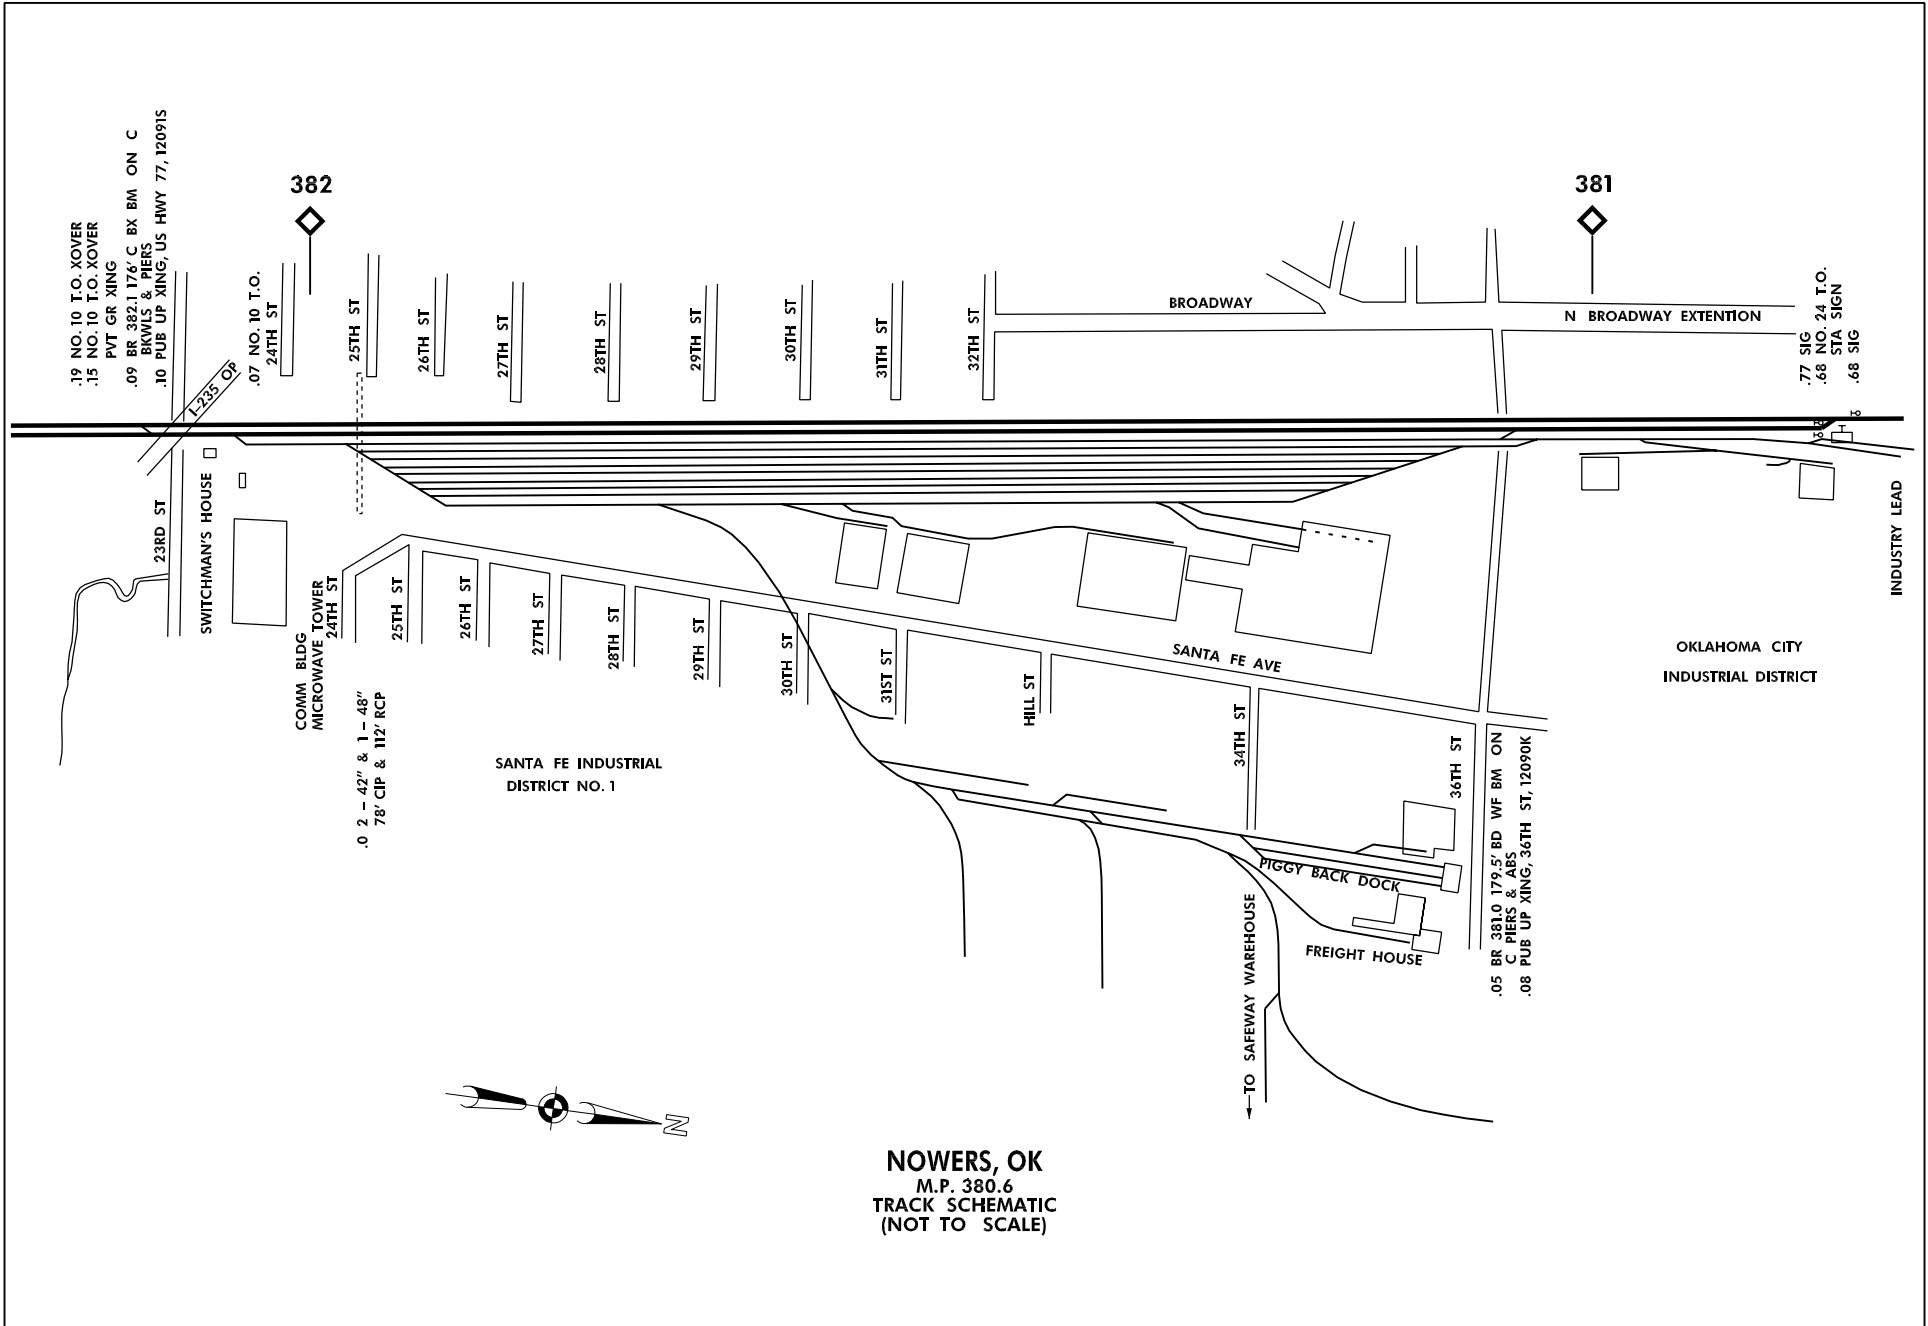 .19 NO. 10 T.O. XOVER
.15 NO. 10 T.O. XOVER
PVT GR XING
.09 BR 382.1 176' C BX BM ON C
BKWLS & PIERS
.10 PUB UP XING, US HWY 77, 12091S
I-235 OP
.07 NO. 10 T.O.
24TH ST
382
25TH ST
26TH ST
27TH ST
28TH ST
29TH ST
30TH ST
31TH ST
32TH ST
BROADWAY
381
N BROADWAY EXTENTION
.77 SIG
.68 NO. 24 T.O.
STA SIGN
.68 SIG
23RD ST
SWITCHMAN'S HOUSE
COMM BLDG
MICROWAVE TOWER
24TH ST
25TH ST
26TH ST
27TH ST
28TH ST
29TH ST
30TH ST
31ST ST
HILL ST
SANTA FE AVE
34TH ST
36TH ST
INDUSTRY LEAD
OKLAHOMA CITY
INDUSTRIAL DISTRICT
.0 2 - 42" & 1 - 48"
78' CIP & 112' RCP
SANTA FE INDUSTRIAL
DISTRICT NO. 1
PIGGY BACK DOCK
FREIGHT HOUSE
TO SAFEWAY WAREHOUSE
.05 BR 381.0 179.5' BD WF BM ON
C PIERS & ABS
.08 PUB UP XING, 36TH ST, 12090K
N
NOWERS, OK
M.P. 380.6
TRACK SCHEMATIC
(NOT TO SCALE)